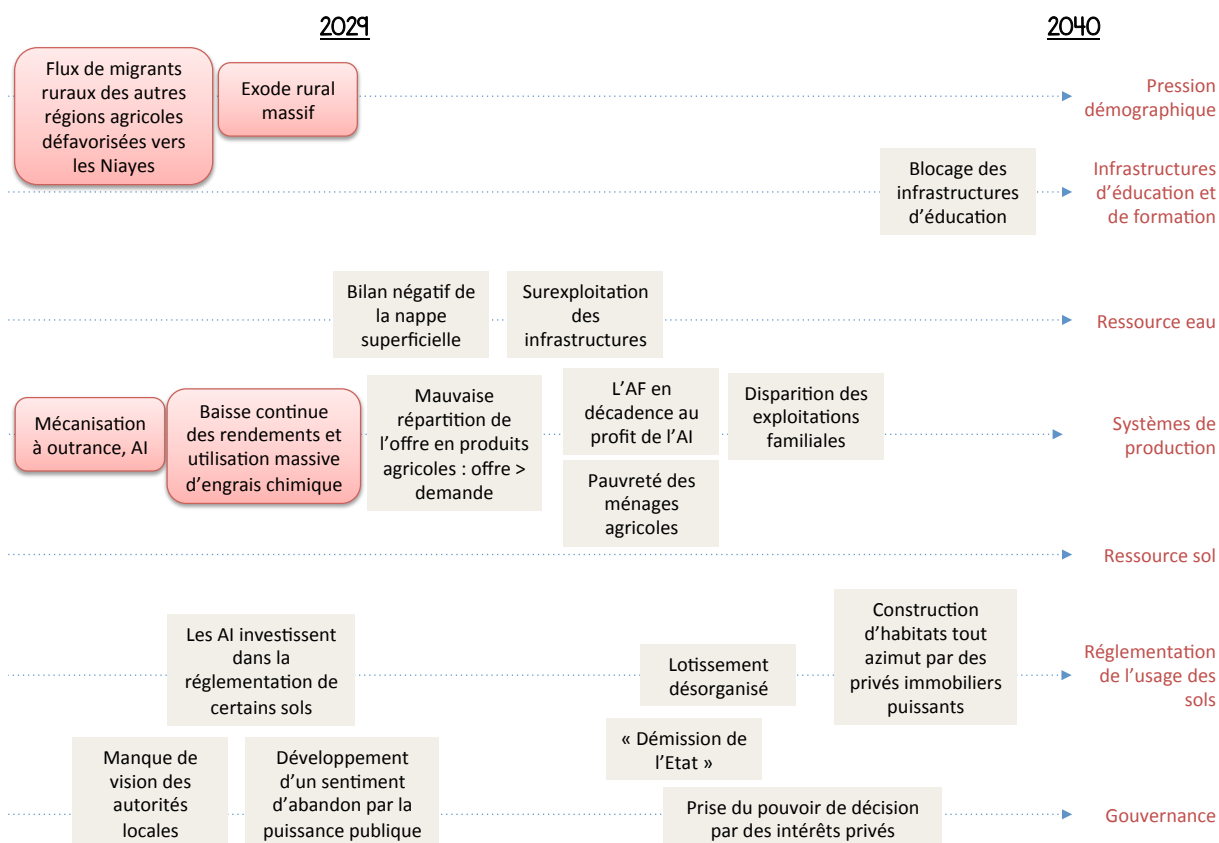 2029
2040
Flux de migrants
ruraux des autres
régions agricoles
défavorisées vers
les Niayes
Exode rural
massif
Pression
démographique
Blocage des
infrastructures
d’éducation
Infrastructures
d’éducation et
de formation
Bilan négatif de
la nappe
superficielle
Surexploitation
des
infrastructures
Ressource eau
Mécanisation
à outrance, AI
Baisse continue
des rendements et
utilisation massive
d’engrais chimique
Mauvaise
répartition de
l’offre en produits
agricoles : offre >
demande
L’AF en
décadence au
profit de l’AI
Pauvreté des
ménages
agricoles
Disparition des
exploitations
familiales
Systèmes de
production
Ressource sol
Les AI investissent
dans la
réglementation de
certains sols
Lotissement
désorganisé
Construction
d’habitats tout
azimut par des
privés immobiliers
puissants
Réglementation
de l’usage des
sols
Manque de
vision des
autorités
locales
Développement
d’un sentiment
d’abandon par la
puissance publique
« Démission de
l’Etat »
Prise du pouvoir de décision
par des intérêts privés
Gouvernance